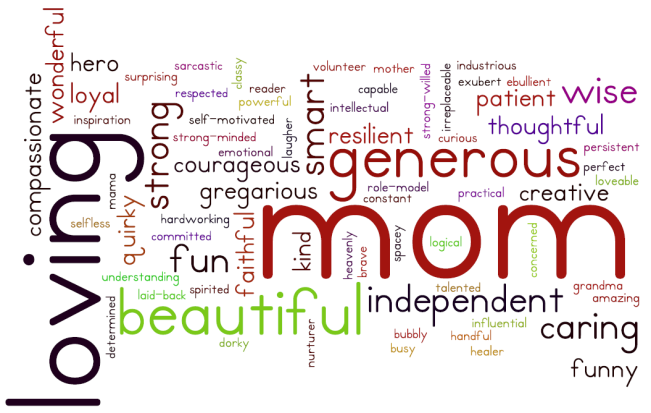 wonderful
hero
sarcastic
classy
volunteer
mother
strong-willed
irreplaceable
industrious
surprising
exubert
ebullient
compassionate
loyal
respected
reader
powerful
smart
capable
intellectual
patient
wise
inspiration
strong
self-motivated
laugher
resilient
curious
thoughtful
strong-minded
emotional
courageous
generous
persistent
perfect
loveable
loving
mama
gregarious
role-model
constant
practical
creative
selfless
quirky
hardworking
committed
faithful
mom
kind
heavenly
brave
spacey
logical
concerned
fun
understanding
laid-back
spirited
talented
grandma
amazing
determined
beautiful
independent
influential
caring
dorky
nurturer
bubbly
busy
handful
healer
funny